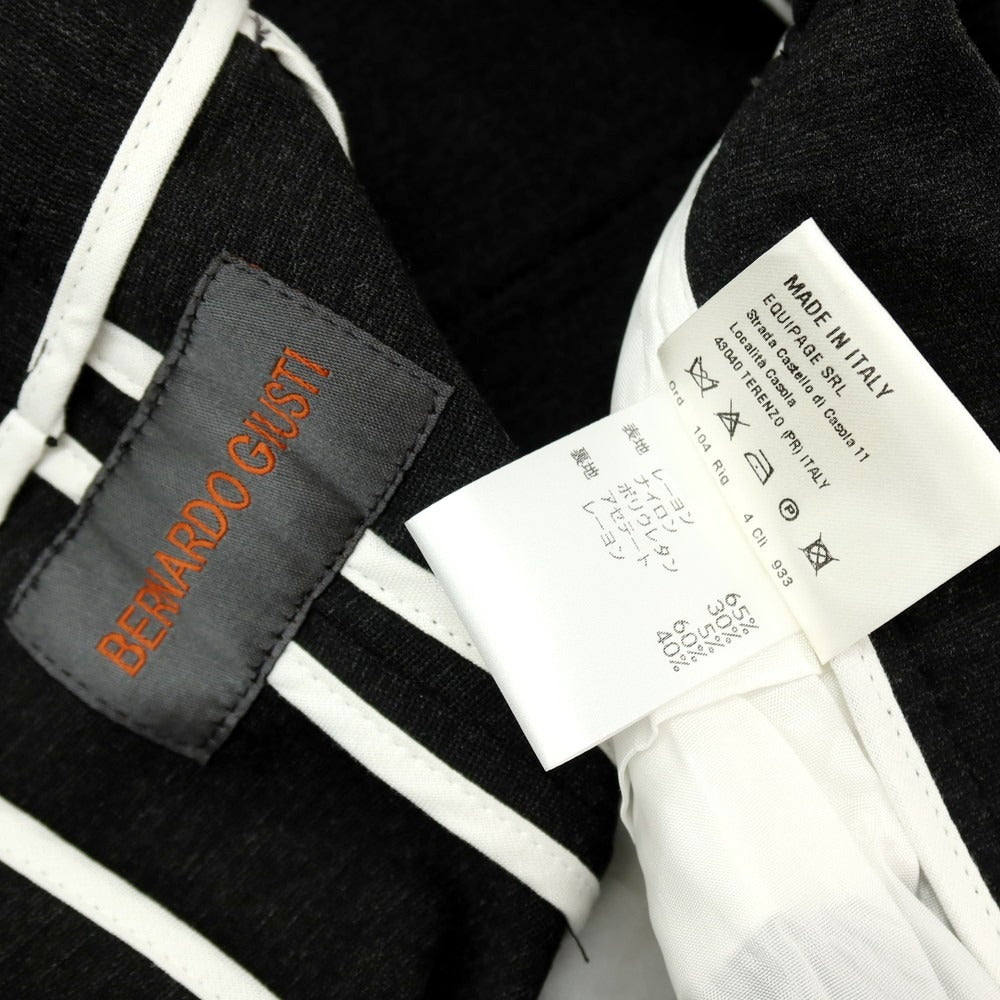 BERNARDO GIUSTI
MADE IN ITALY
EQUIPAGE SRL
Strada Castello di Casola 11
Località Casola
43040 TERENZO (PR) ITALY
P
Ord 104 Rig 4 Cli 933
表地 レーヨン 65%
ナイロン 30%
ポリウレタン 5%
裏地 アセテート 60%
レーヨン 40%